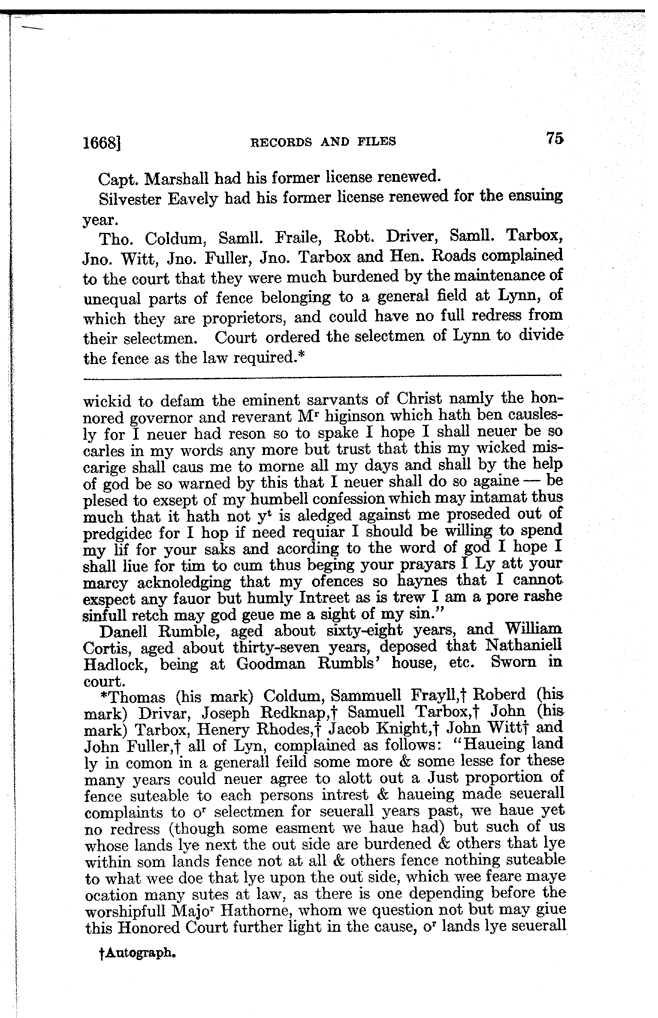 1668] RECORDS AND FILES 75
Capt. Marshall had his former license renewed.
Silvester Eavely had his former license renewed for the ensuing
year.
Tho. Coldum, Samll. Fraile, Robt. Driver, Samll. Tarbox,
Jno. Witt, Jno. Fuller, Jno. Tarbox and Hen. Roads complained
to the court that they were much burdened by the maintenance of
unequal parts of fence belonging to a general field at Lynn, of
which they are proprietors, and could have no full redress from
their selectmen. Court ordered the selectmen of Lynn to divide
the fence as the law required.*
wickid to defam the eminent sarvants of Christ namly the hon-
nored governor and reverant Mʳ higinson which hath ben causles-
ly for I neuer had reson so to spake I hope I shall neuer be so
carles in my words any more but trust that this my wicked mis-
carige shall caus me to morne all my days and shall by the help
of god be so warned by this that I neuer shall do so againe — be
plesed to exsept of my humbell confession which may intamat thus
much that it hath not yᵗ is aledged against me proseded out of
predgidec for I hop if need requiar I should be willing to spend
my lif for your saks and acording to the word of god I hope I
shall liue for tim to cum thus beging your prayars I Ly att your
marcy acknoledging that my ofences so haynes that I cannot
exspect any fauor but humly Intreet as is trew I am a pore rashe
sinfull retch may god geue me a sight of my sin."
Danell Rumble, aged about sixty-eight years, and William
Cortis, aged about thirty-seven years, deposed that Nathaniell
Hadlock, being at Goodman Rumbls' house, etc. Sworn in
court.
*Thomas (his mark) Coldum, Sammuell Frayll,† Roberd (his
mark) Drivar, Joseph Redknap,† Samuell Tarbox,† John (his
mark) Tarbox, Henery Rhodes,† Jacob Knight,† John Witt† and
John Fuller,† all of Lyn, complained as follows: "Haueing land
ly in comon in a generall feild some more & some lesse for these
many years could neuer agree to alott out a Just proportion of
fence suteable to each persons intrest & haueing made seuerall
complaints to oʳ selectmen for seuerall years past, we haue yet
no redress (though some easment we haue had) but such of us
whose lands lye next the out side are burdened & others that lye
within som lands fence not at all & others fence nothing suteable
to what wee doe that lye upon the out side, which wee feare maye
ocation many sutes at law, as there is one depending before the
worshipfull Majoʳ Hathorne, whom we question not but may giue
this Honored Court further light in the cause, oʳ lands lye seuerall
†Autograph.